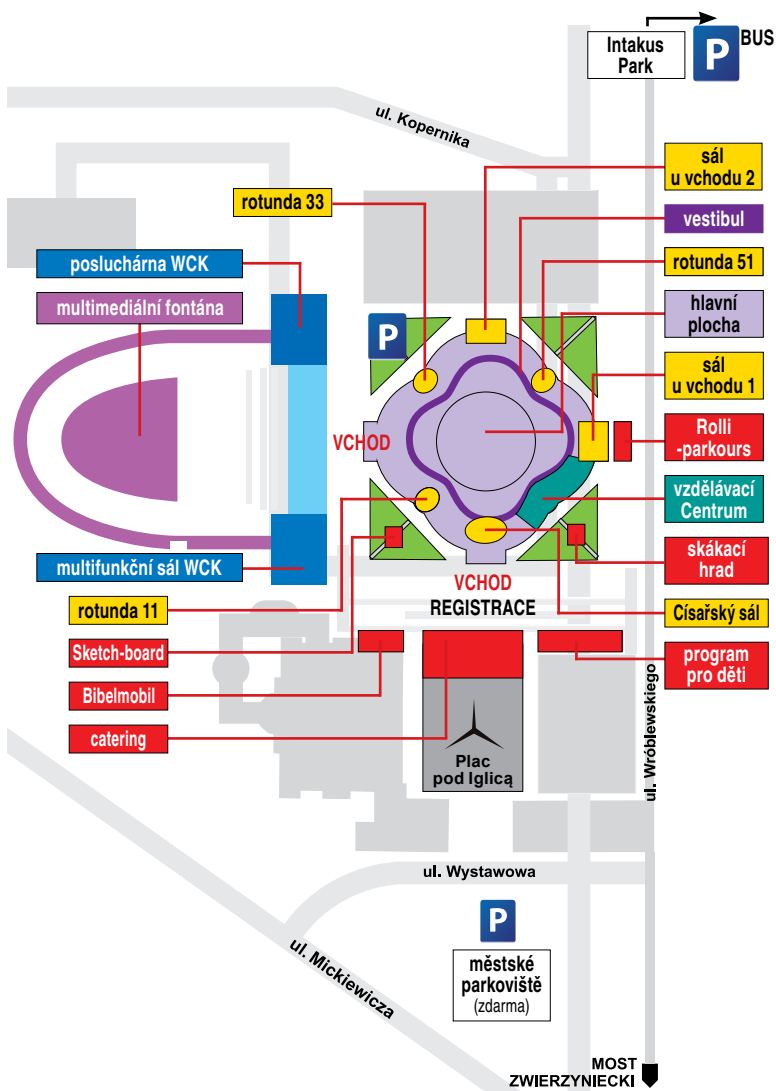 Intakus
Park
P
BUS
ul. Kopernika
sál
u vchodu 2
rotunda 33
vestibul
posluchárna WCK
rotunda 51
multimediální fontána
hlavní
plocha
P
sál
u vchodu 1
VCHOD
Rolli
-parkours
vzdělávací
Centrum
skákací
hrad
multifunkční sál WCK
VCHOD
REGISTRACE
rotunda 11
Císařský sál
Sketch-board
program
pro děti
Bibelmobil
catering
Plac
pod Iglicą
ul. Wróblewskiego
ul. Wystawowa
P
ul. Mickiewicza
městské
parkoviště
(zdarma)
MOST
ZWIERZYNIECKI